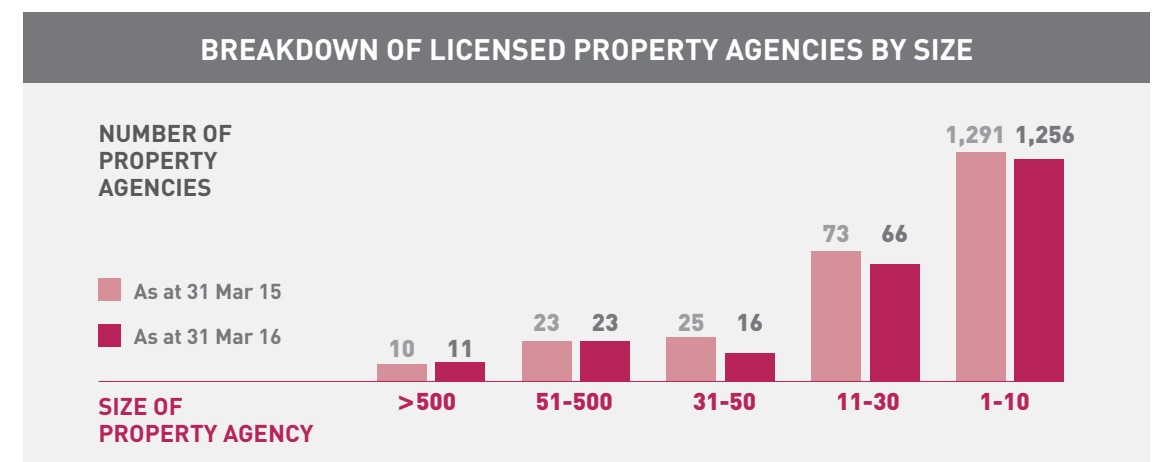 BREAKDOWN OF LICENSED PROPERTY AGENCIES BY SIZE
NUMBER OF
PROPERTY
AGENCIES
As at 31 Mar 15
As at 31 Mar 16
10 11
23 23
25 16
73 66
1,291 1,256
>500 51-500 31-50 11-30 1-10
SIZE OF
PROPERTY AGENCY